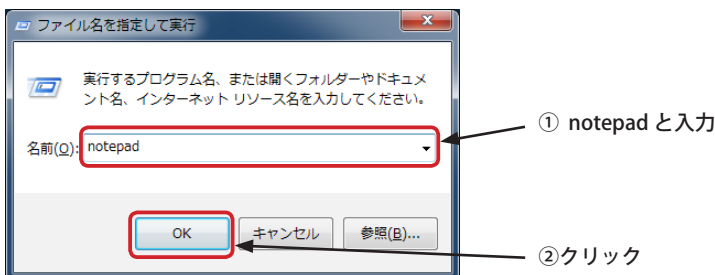 ファイル名を指定して実行
実行するプログラム名、または開くフォルダーやドキュメ
ント名、インターネット リソース名を入力してください。
① notepad と入力
名前(O): notepad
OK キャンセル 参照(B)...
②クリック